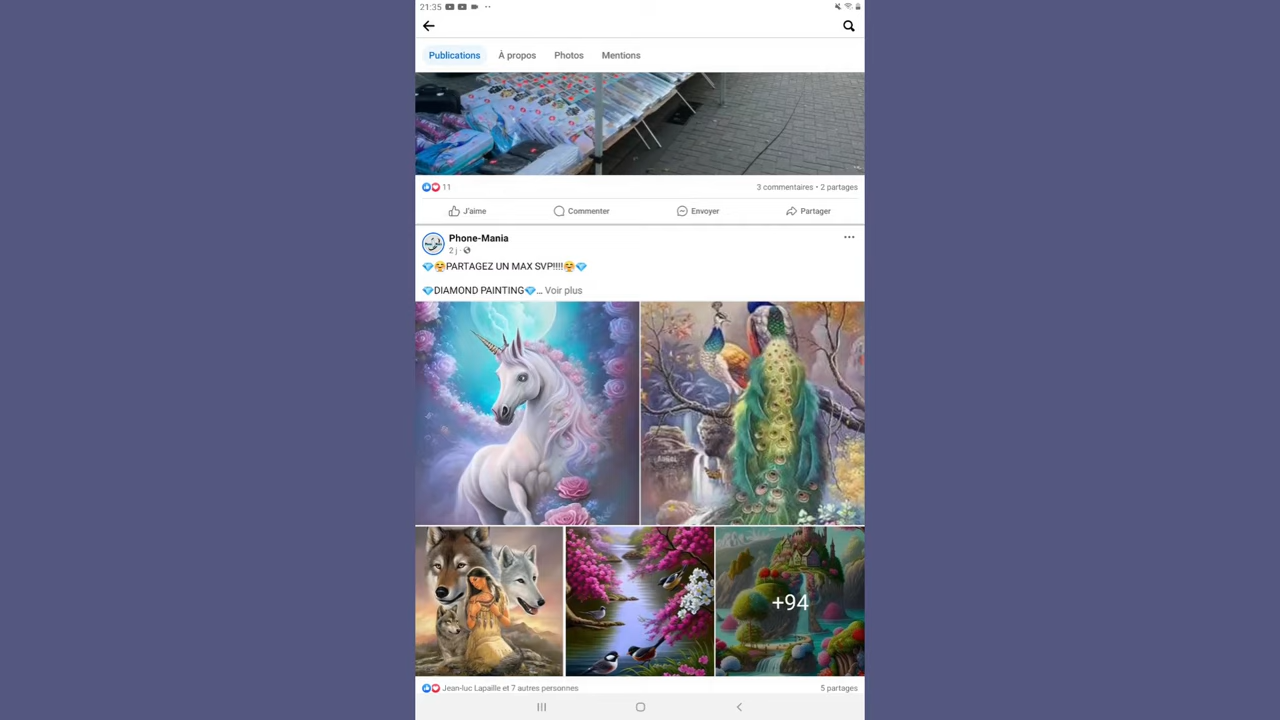 21:35
Publications À propos Photos Mentions
11 3 commentaires • 2 partages
J'aime Commenter Envoyer Partager
Phone-Mania
2 j ·
💎🥰PARTAGEZ UN MAX SVP!!!!🥰💎
💎DIAMOND PAINTING💎... Voir plus
+94
Jean-luc Lapaille et 7 autres personnes 5 partages